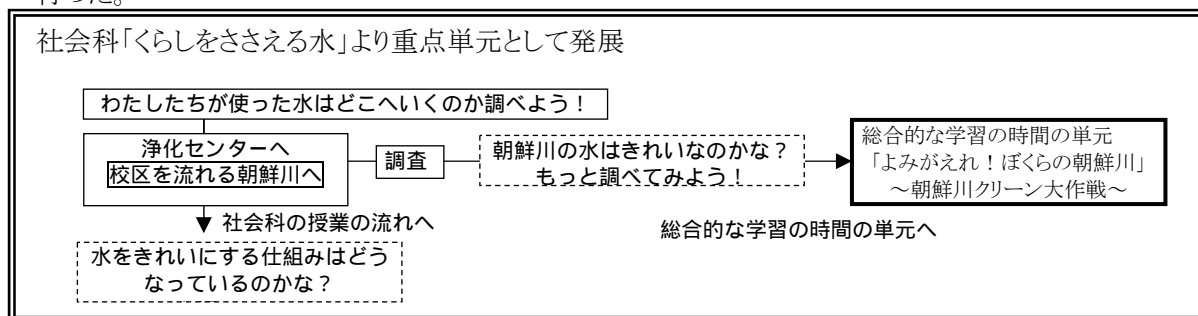 社会科「くらしをささえる水」より重点単元として発展
わたしたちが使った水はどこへいくのか調べよう！
浄化センターへ
校区を流れる朝鮮川へ
調査
朝鮮川の水はきれいなのかな？
もっと調べてみよう！
総合的な学習の時間の単元
「よみがえれ！ぼくらの朝鮮川」
～朝鮮川クリーン大作戦～
社会科の授業の流れへ
総合的な学習の時間の単元へ
水をきれいにする仕組みはどう
なっているのかな？